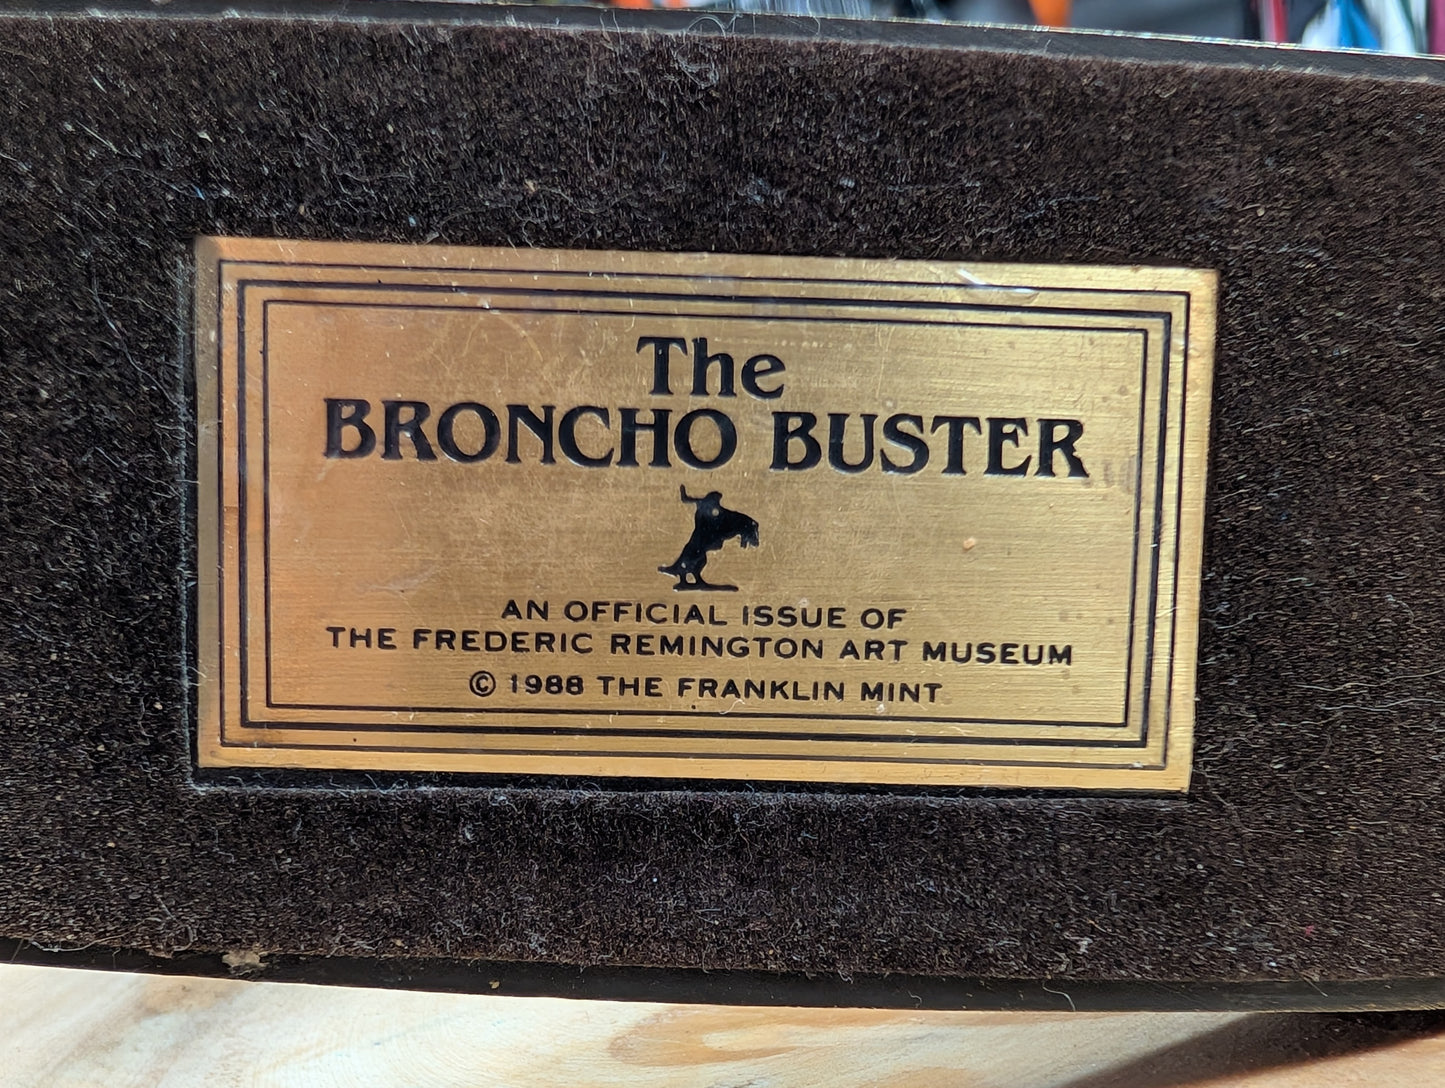 The
BRONCHO BUSTER
AN OFFICIAL ISSUE OF
THE FREDERIC REMINGTON ART MUSEUM
© 1988 THE FRANKLIN MINT